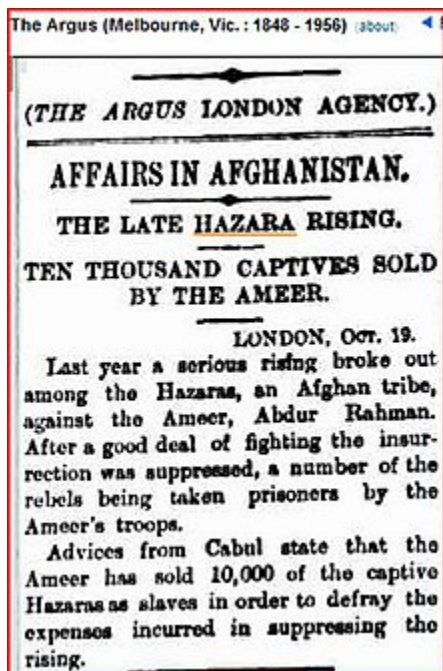 The Argus (Melbourne, Vic. : 1848 - 1956) (about)
(THE ARGUS LONDON AGENCY.)
AFFAIRS IN AFGHANISTAN.
THE LATE HAZARA RISING.
TEN THOUSAND CAPTIVES SOLD
BY THE AMEER.
LONDON, OCT. 19.
Last year a serious rising broke out
among the Hazaras, an Afghan tribe,
against the Ameer, Abdur Rahman.
After a good deal of fighting the insur-
rection was suppressed, a number of the
rebels being taken prisoners by the
Ameer's troops.
Advices from Cabul state that the
Ameer has sold 10,000 of the captive
Hazaras as slaves in order to defray the
expenses incurred in suppressing the
rising.